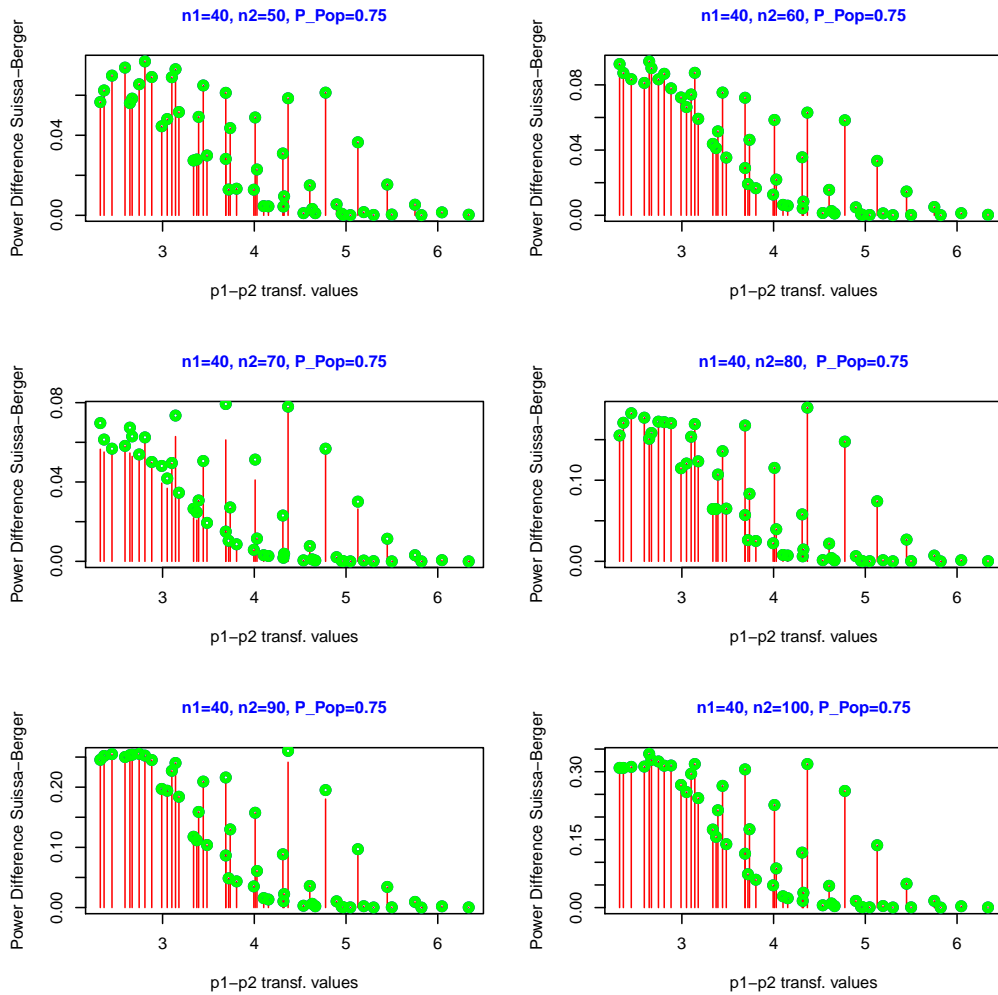 n1=40, n2=50, P_Pop=0.75
Power Difference Suissa−Berger
0.00
0.04
3
4
5
6
p1−p2 transf. values
n1=40, n2=60, P_Pop=0.75
Power Difference Suissa−Berger
0.00
0.04
0.08
3
4
5
6
p1−p2 transf. values
n1=40, n2=70, P_Pop=0.75
Power Difference Suissa−Berger
0.00
0.04
0.08
3
4
5
6
p1−p2 transf. values
n1=40, n2=80,  P_Pop=0.75
Power Difference Suissa−Berger
0.00
0.10
3
4
5
6
p1−p2 transf. values
n1=40, n2=90, P_Pop=0.75
Power Difference Suissa−Berger
0.00
0.10
0.20
3
4
5
6
p1−p2 transf. values
n1=40, n2=100, P_Pop=0.75
Power Difference Suissa−Berger
0.00
0.15
0.30
3
4
5
6
p1−p2 transf. values